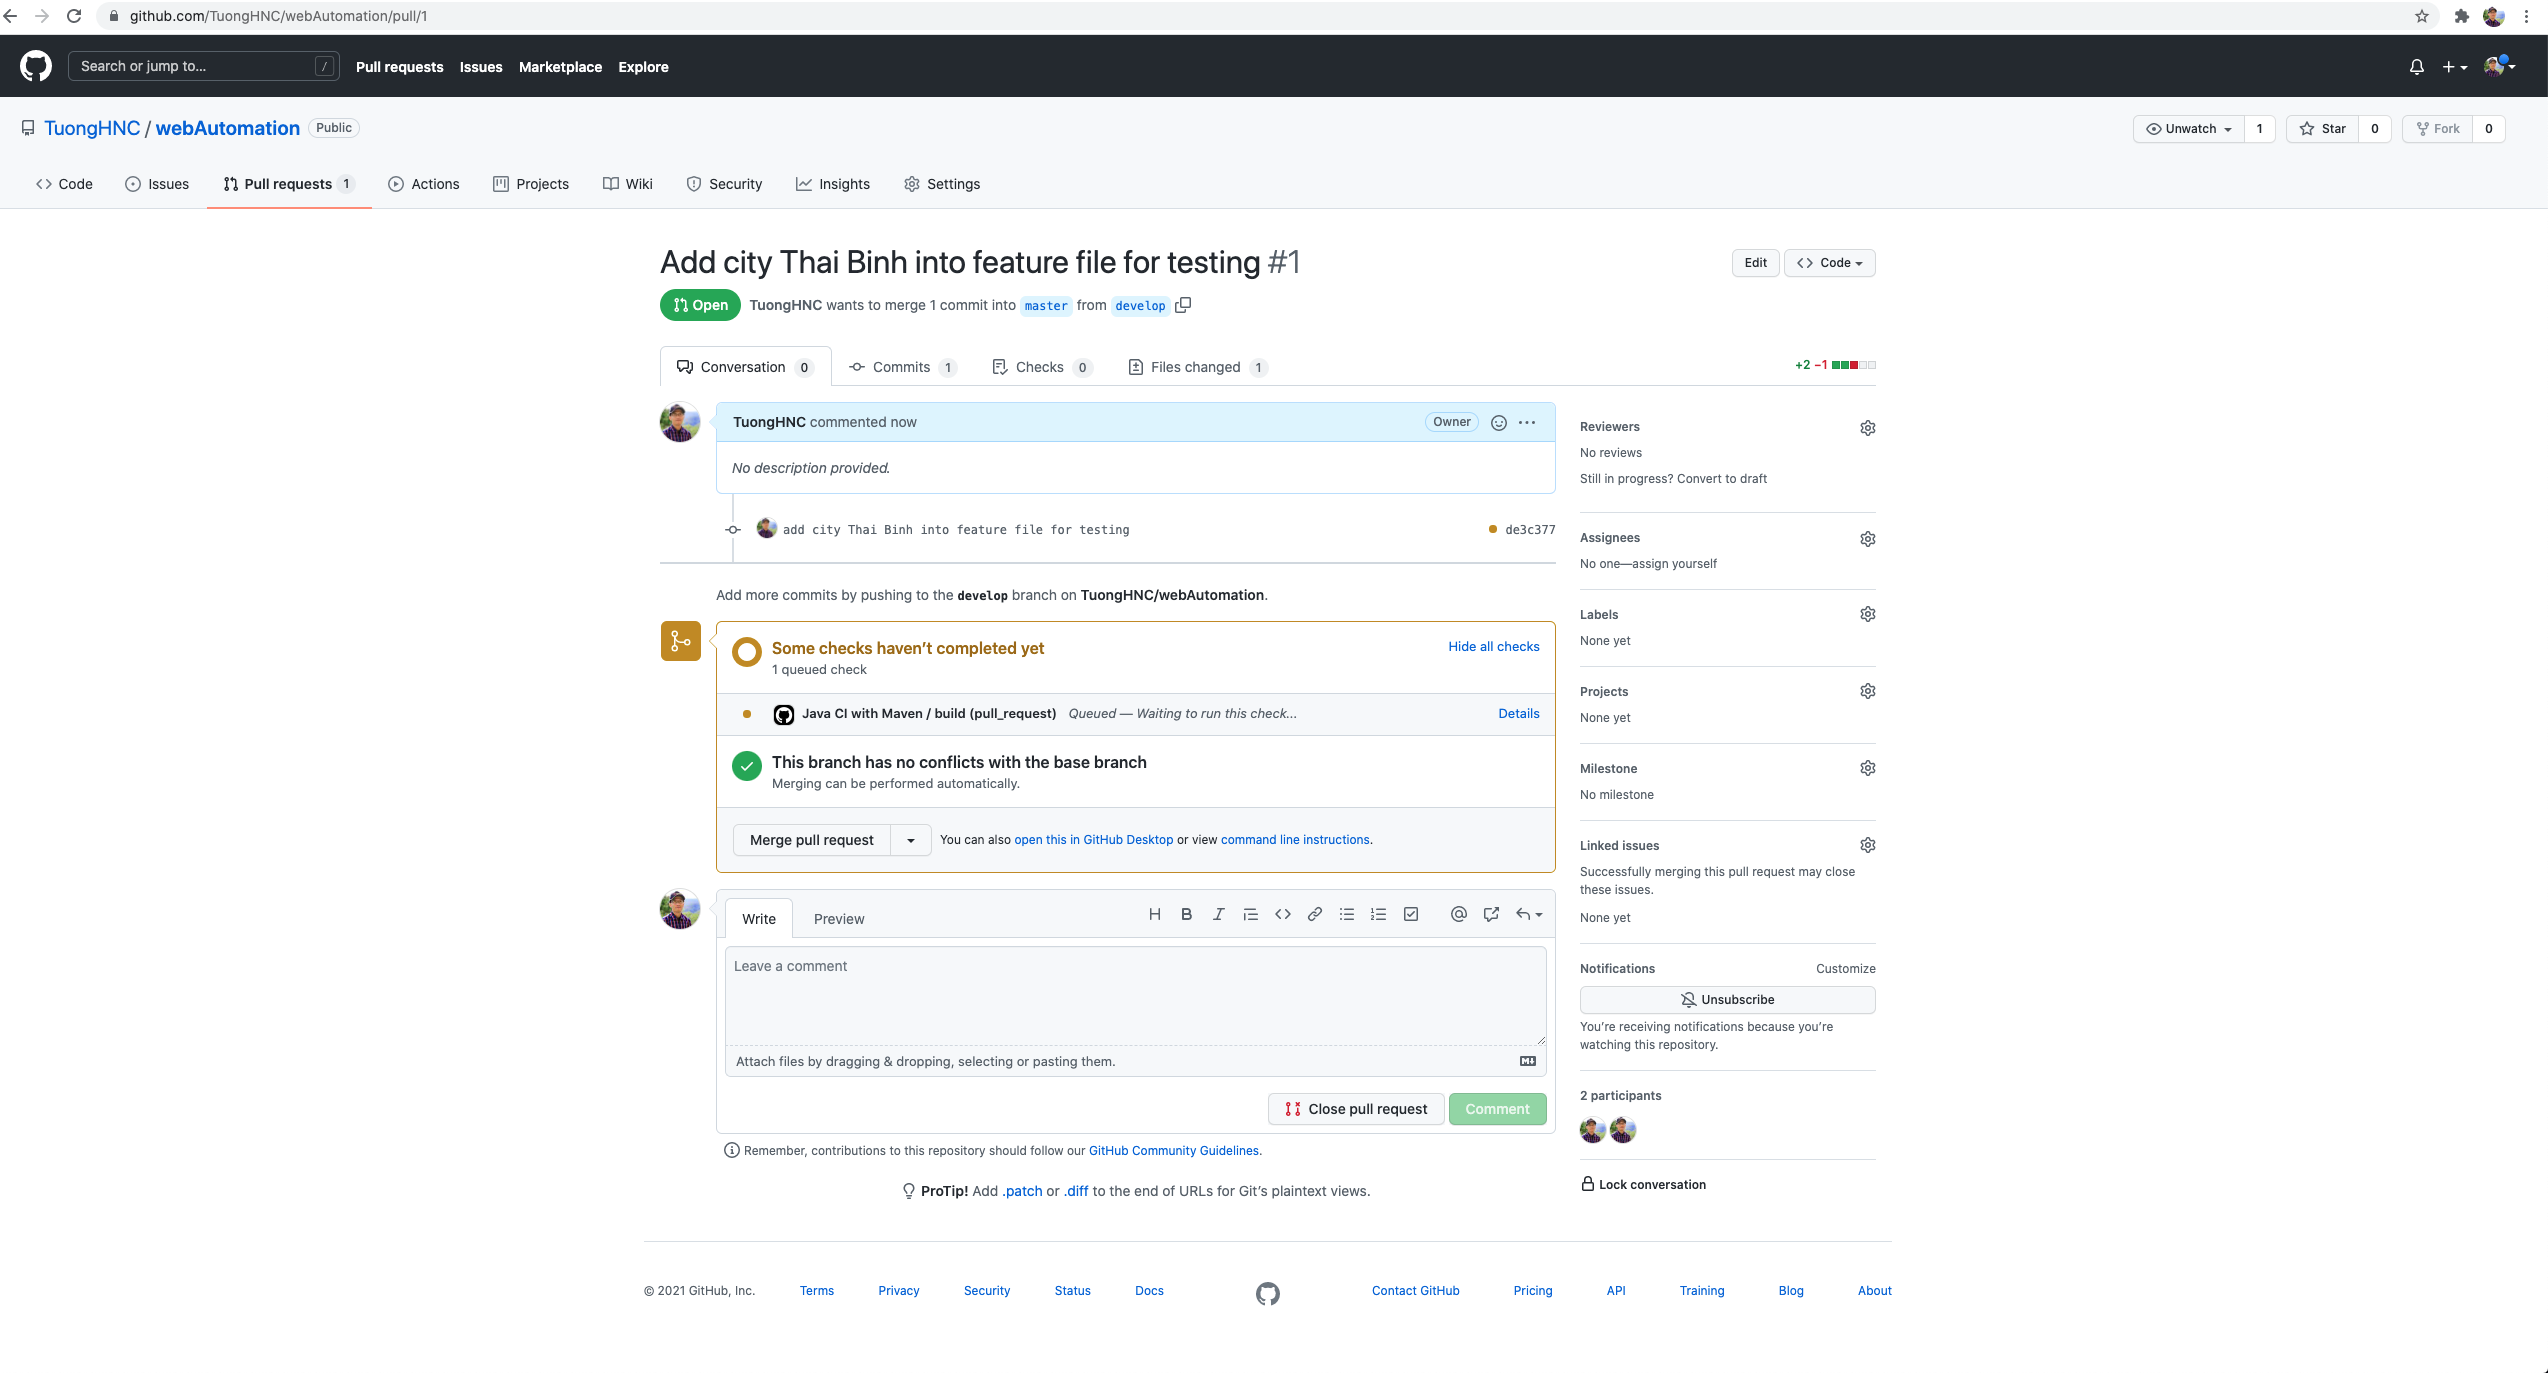 github.com/TuongHNC/webAutomation/pull/1
Search or jump to... /
Pull requests Issues Marketplace Explore
TuongHNC / webAutomation Public
Unwatch 1 Star 0 Fork 0
Code Issues Pull requests 1 Actions Projects Wiki Security Insights Settings
Add city Thai Binh into feature file for testing #1
Edit Code
Open TuongHNC wants to merge 1 commit into master from develop
Conversation 0 Commits 1 Checks 0 Files changed 1
+2 −1
TuongHNC commented now Owner
No description provided.
add city Thai Binh into feature file for testing de3c377
Add more commits by pushing to the develop branch on TuongHNC/webAutomation.
Some checks haven’t completed yet Hide all checks
1 queued check
Java CI with Maven / build (pull_request) Queued — Waiting to run this check... Details
This branch has no conflicts with the base branch
Merging can be performed automatically.
Merge pull request You can also open this in GitHub Desktop or view command line instructions.
Write Preview
Leave a comment
Attach files by dragging & dropping, selecting or pasting them.
Close pull request Comment
Remember, contributions to this repository should follow our GitHub Community Guidelines.
ProTip! Add .patch or .diff to the end of URLs for Git’s plaintext views.
Reviewers
No reviews
Still in progress? Convert to draft
Assignees
No one—assign yourself
Labels
None yet
Projects
None yet
Milestone
No milestone
Linked issues
Successfully merging this pull request may close
these issues.
None yet
Notifications Customize
Unsubscribe
You’re receiving notifications because you’re
watching this repository.
2 participants
Lock conversation
© 2021 GitHub, Inc. Terms Privacy Security Status Docs Contact GitHub Pricing API Training Blog About